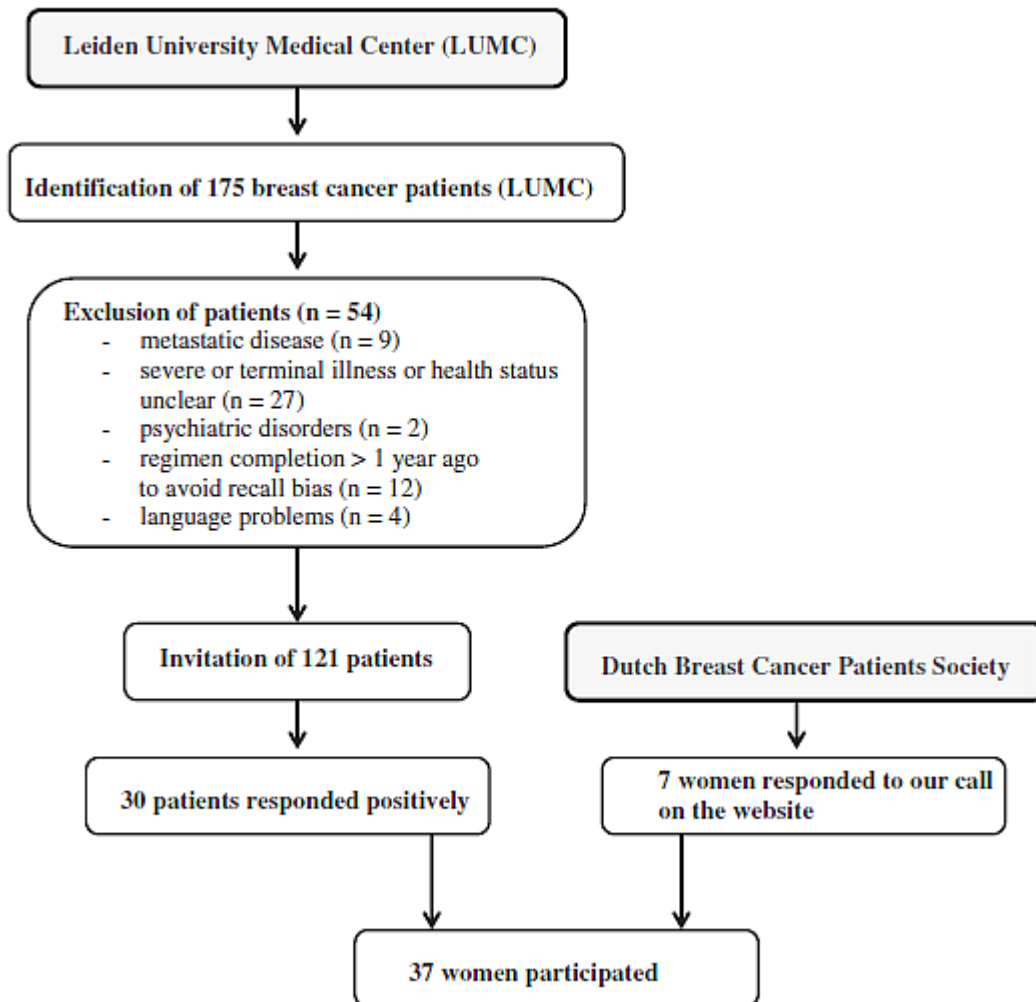 Leiden University Medical Center (LUMC)
Identification of 175 breast cancer patients (LUMC)
Exclusion of patients (n = 54)
- metastatic disease (n = 9)
- severe or terminal illness or health status
unclear (n = 27)
- psychiatric disorders (n = 2)
- regimen completion > 1 year ago
to avoid recall bias (n = 12)
- language problems (n = 4)
Invitation of 121 patients
Dutch Breast Cancer Patients Society
30 patients responded positively
7 women responded to our call
on the website
37 women participated